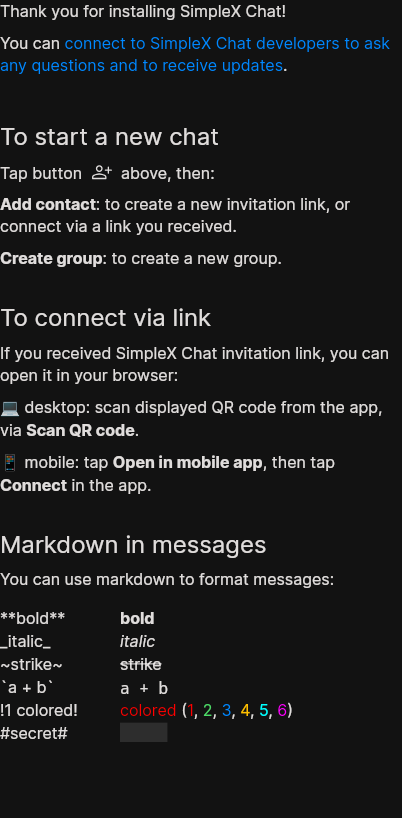 Thank you for installing SimpleX Chat!
You can connect to SimpleX Chat developers to ask
any questions and to receive updates.
To start a new chat
Tap button above, then:
Add contact: to create a new invitation link, or
connect via a link you received.
Create group: to create a new group.
To connect via link
If you received SimpleX Chat invitation link, you can
open it in your browser:
💻 desktop: scan displayed QR code from the app,
via Scan QR code.
📱 mobile: tap Open in mobile app, then tap
Connect in the app.
Markdown in messages
You can use markdown to format messages:
**bold** bold
_italic_ italic
~strike~ strike
`a + b` a + b
!1 colored! colored (1, 2, 3, 4, 5, 6)
#secret#